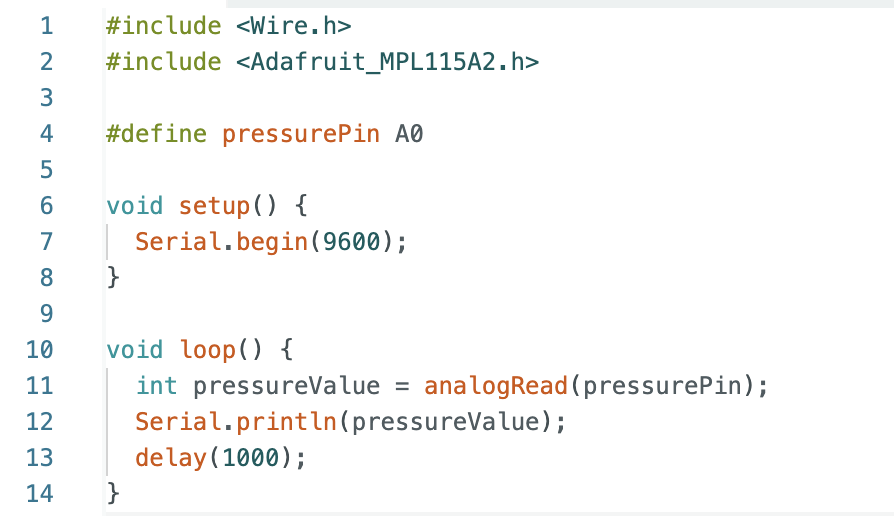 1 #include <Wire.h>
2 #include <Adafruit_MPL115A2.h>
3
4 #define pressurePin A0
5
6 void setup() {
7   Serial.begin(9600);
8 }
9
10 void loop() {
11   int pressureValue = analogRead(pressurePin);
12   Serial.println(pressureValue);
13   delay(1000);
14 }